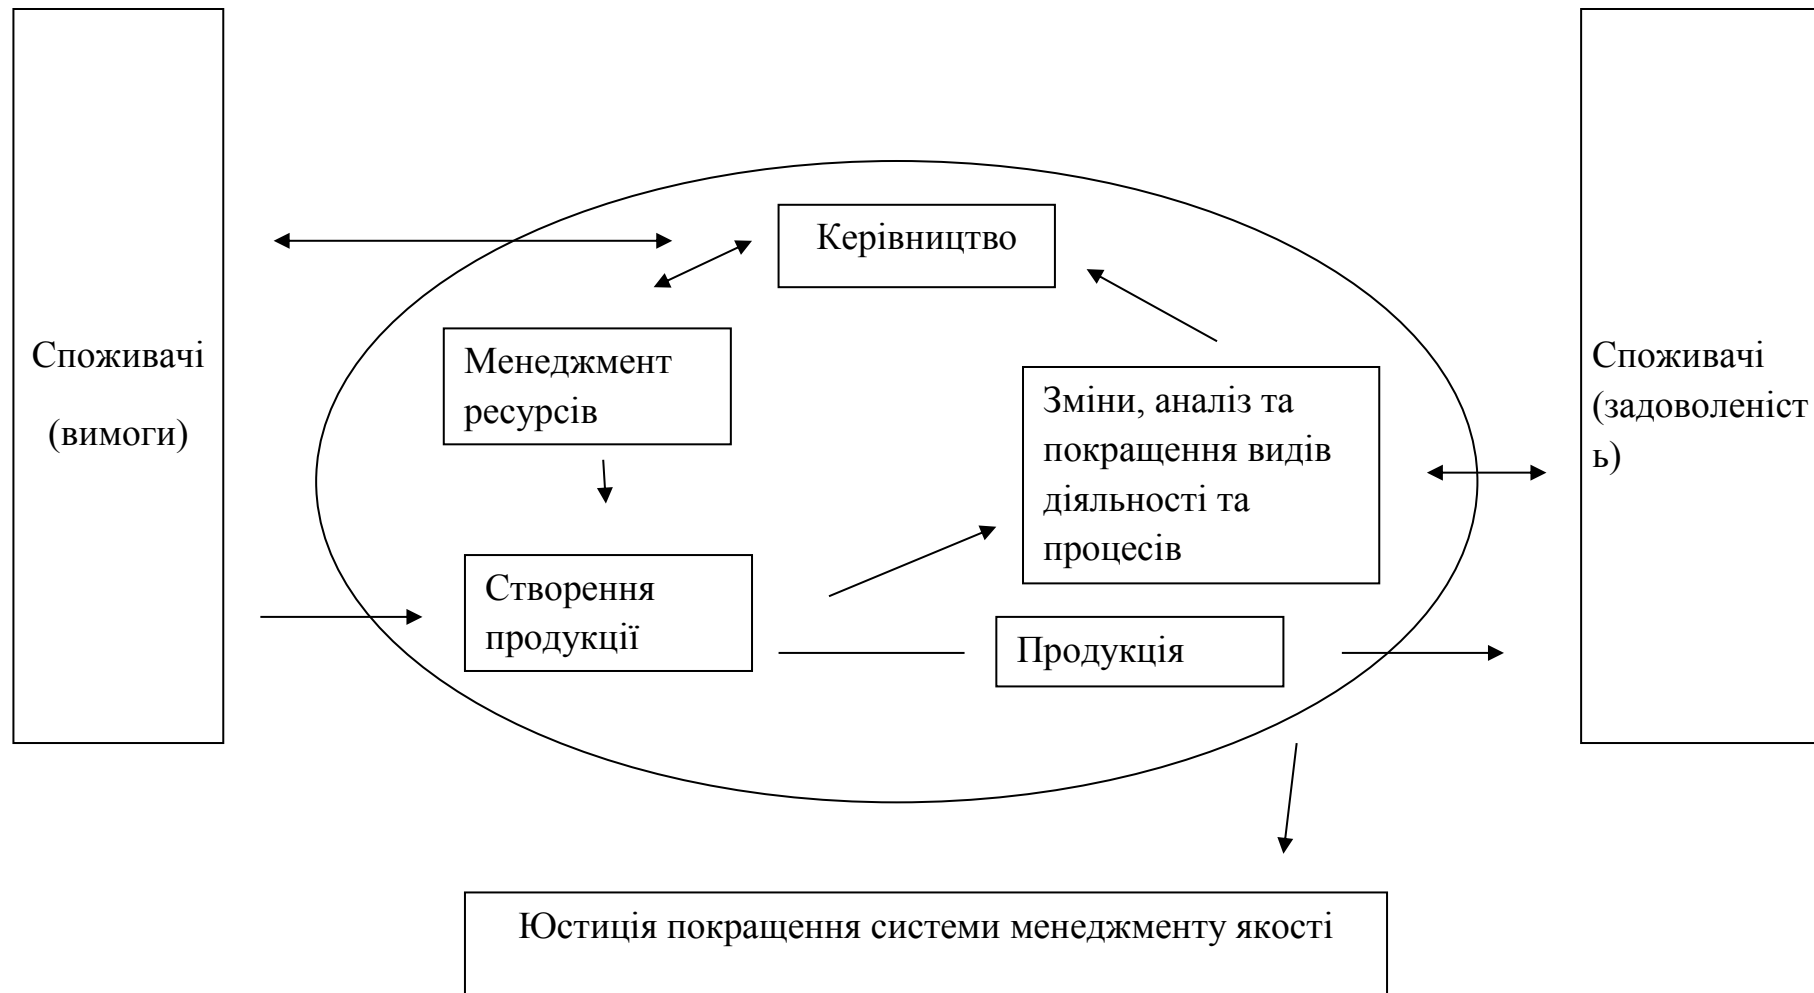 Споживачі
(вимоги)
Керівництво
Менеджмент
ресурсів
Зміни, аналіз та
покращення видів
діяльності та
процесів
Створення
продукції
Продукція
Споживачі
(задоволеніст
ь)
Юстиція покращення системи менеджменту якості